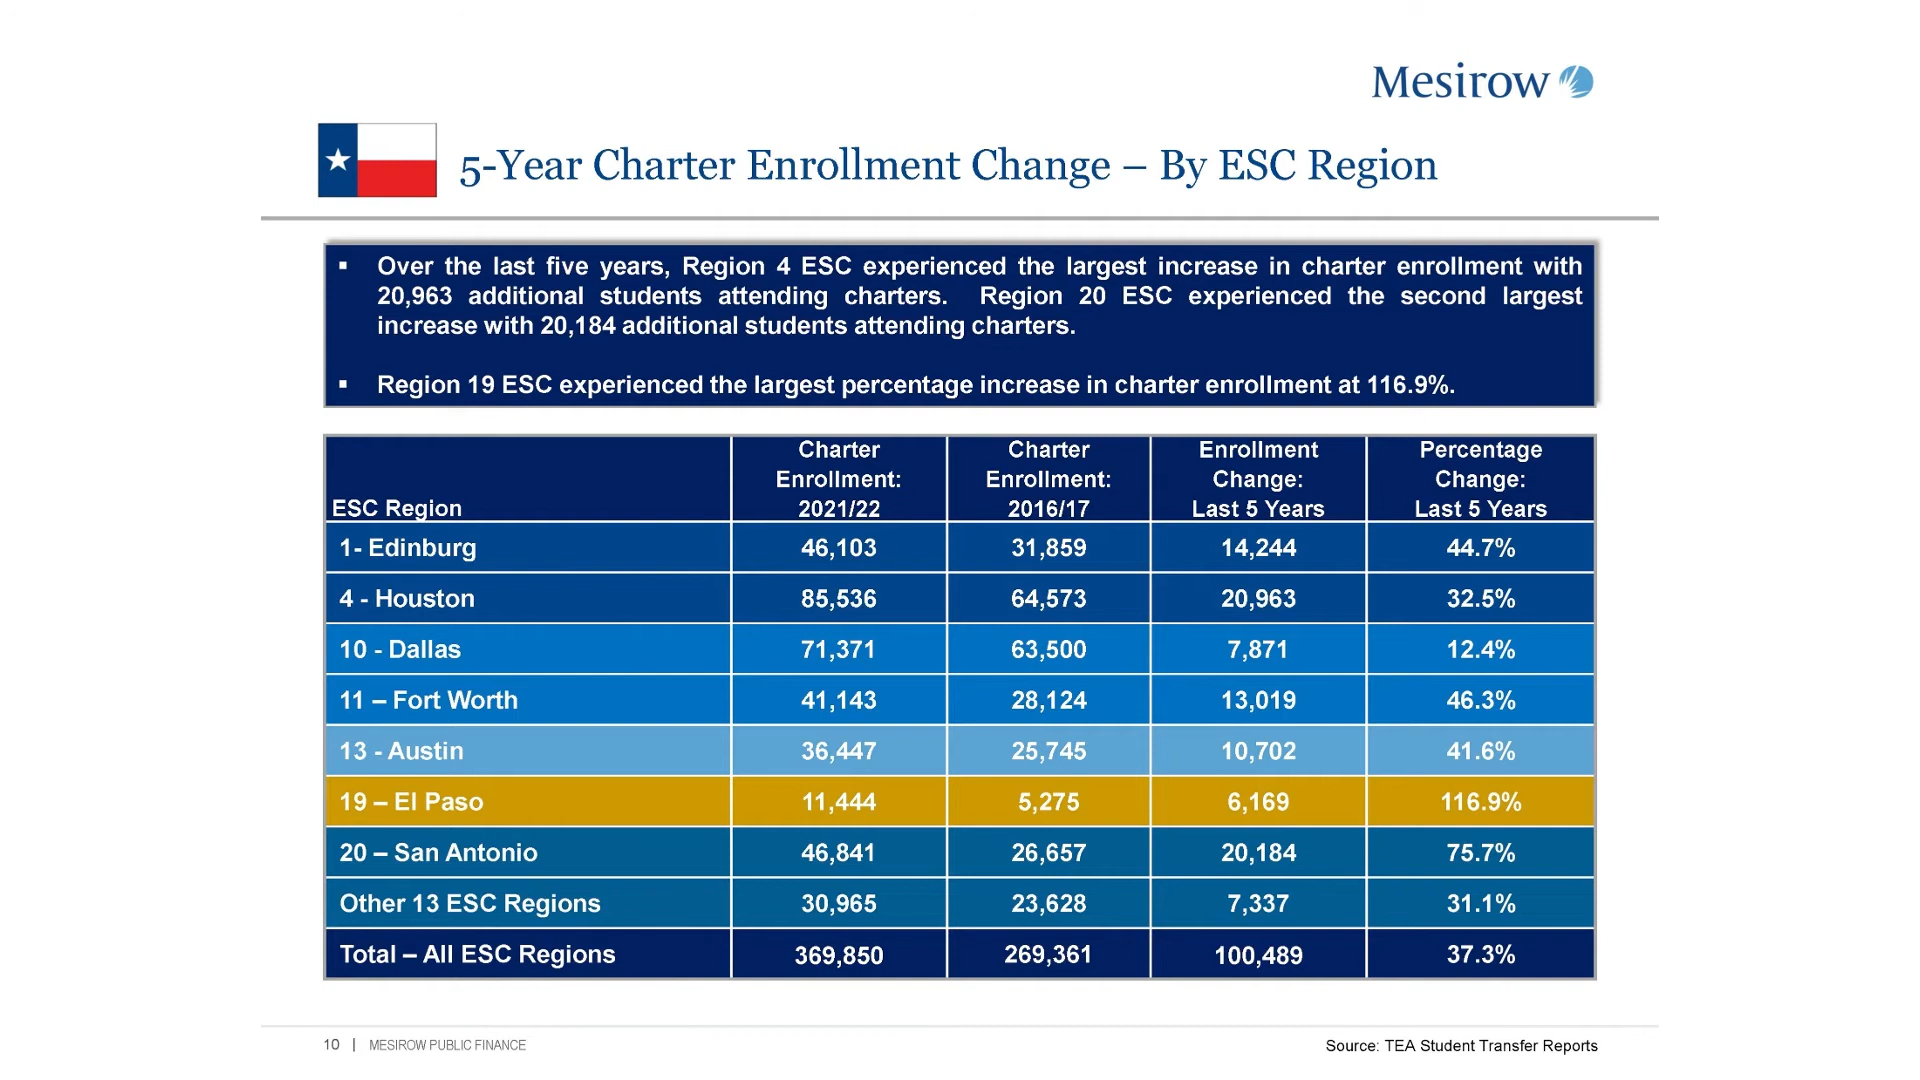 Mesirow
5-Year Charter Enrollment Change – By ESC Region
▪ Over the last five years, Region 4 ESC experienced the largest increase in charter enrollment with
20,963 additional students attending charters. Region 20 ESC experienced the second largest
increase with 20,184 additional students attending charters.
▪ Region 19 ESC experienced the largest percentage increase in charter enrollment at 116.9%.
ESC Region | Charter Enrollment: 2021/22 | Charter Enrollment: 2016/17 | Enrollment Change: Last 5 Years | Percentage Change: Last 5 Years
1- Edinburg 46,103 31,859 14,244 44.7%
4 - Houston 85,536 64,573 20,963 32.5%
10 - Dallas 71,371 63,500 7,871 12.4%
11 – Fort Worth 41,143 28,124 13,019 46.3%
13 - Austin 36,447 25,745 10,702 41.6%
19 – El Paso 11,444 5,275 6,169 116.9%
20 – San Antonio 46,841 26,657 20,184 75.7%
Other 13 ESC Regions 30,965 23,628 7,337 31.1%
Total – All ESC Regions 369,850 269,361 100,489 37.3%
10 | MESIROW PUBLIC FINANCE
Source: TEA Student Transfer Reports